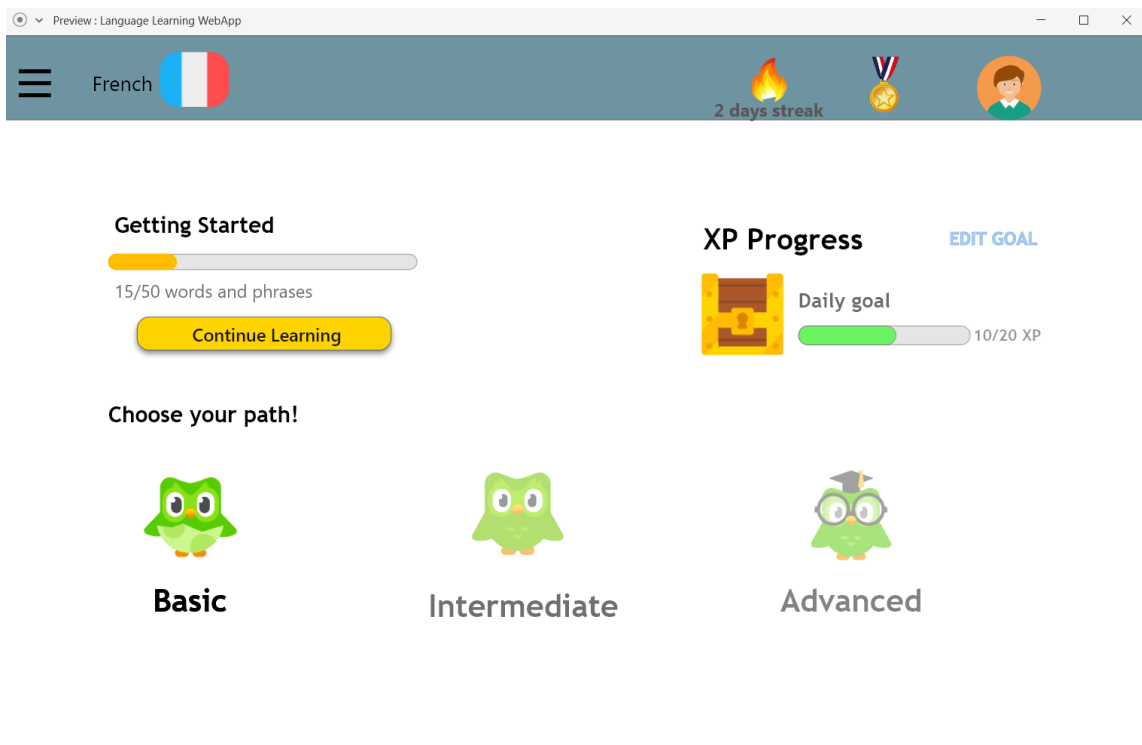 Preview : Language Learning WebApp
French
2 days streak
Getting Started
15/50 words and phrases
Continue Learning
XP Progress
EDIT GOAL
Daily goal
10/20 XP
Choose your path!
Basic
Intermediate
Advanced